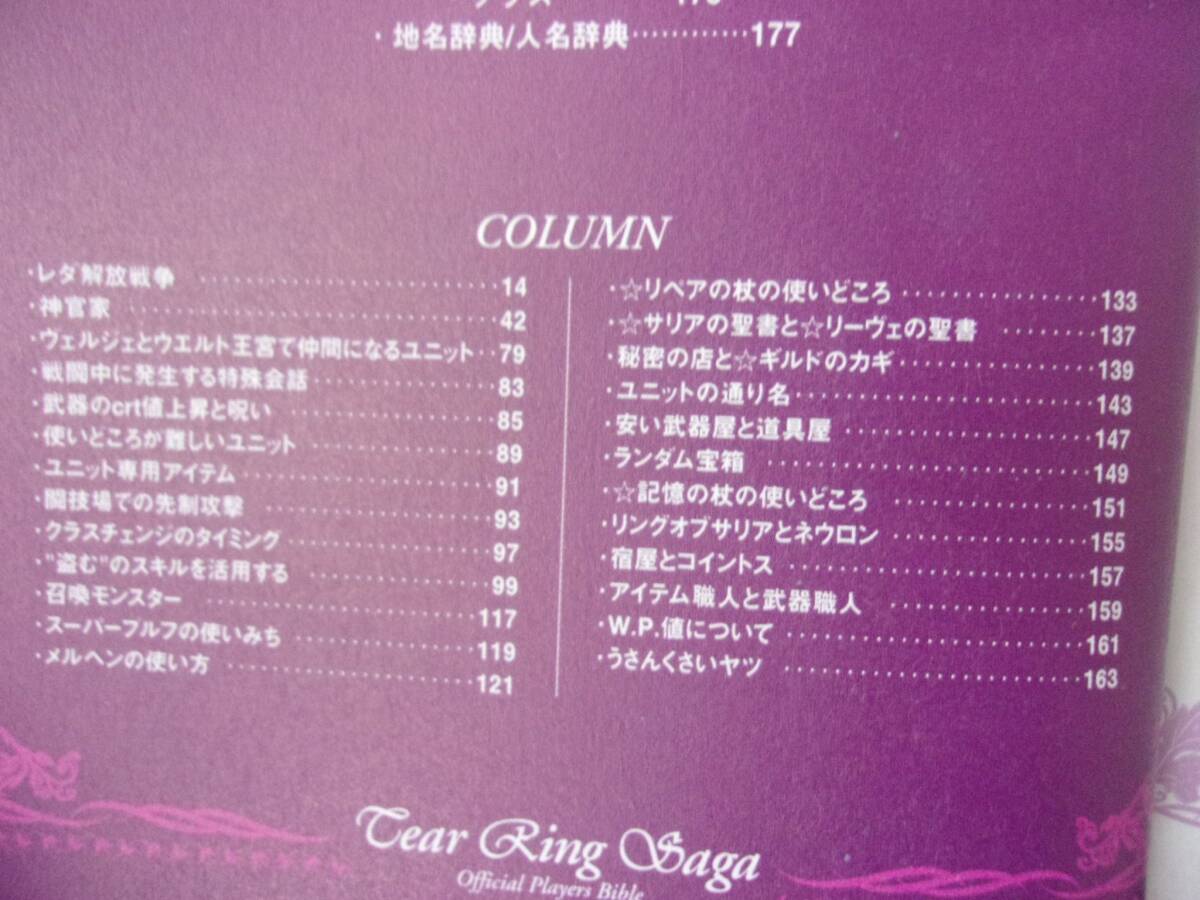 ・地名辞典/人名辞典············177
COLUMN
・レダ解放戦争 ····························14
・神官家 ··································42
・ヴェルジェとウエルト王宮で仲間になるユニット··79
・戦闘中に発生する特殊会話 ················83
・武器のcrt値上昇と呪い ··················85
・使いどころが難しいユニット ················89
・ユニット専用アイテム ······················91
・闘技場での先制攻撃 ····················93
・クラスチェンジのタイミング ················97
・"盗む"のスキルを活用する ················99
・召喚モンスター ··························117
・スーパーフルフの使いみち ················119
・メルヘンの使い方 ························121
・☆リペアの杖の使いどころ ················133
・☆サリアの聖書と☆リーヴェの聖書 ········137
・秘密の店と☆ギルドのカギ ················139
・ユニットの通り名 ························143
・安い武器屋と道具屋 ····················147
・ランダム宝箱 ····························149
・☆記憶の杖の使いどころ ················151
・リングオブサリアとネウロン ················155
・宿屋とコイントス ························157
・アイテム職人と武器職人 ················159
・W.P.値について ··························161
・うさんくさいヤツ ························163
Tear Ring Saga
Official Players Bible